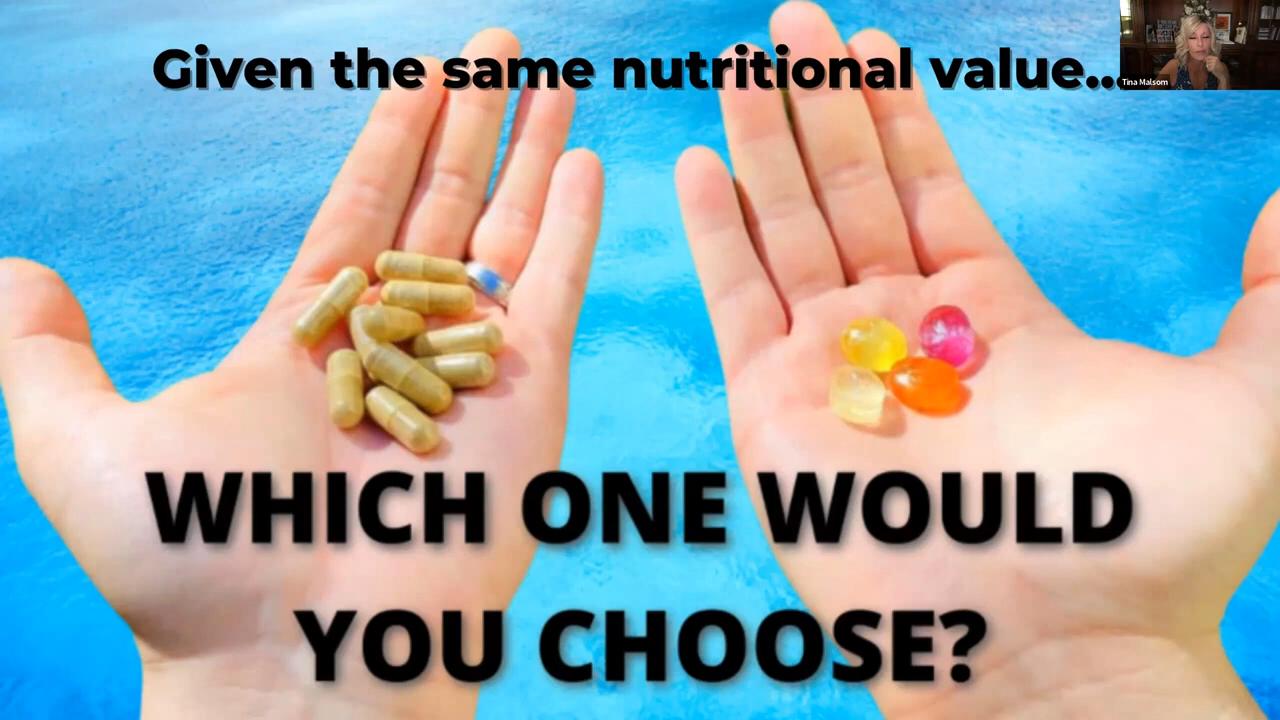 Given the same nutritional value...
Tina Malsom
WHICH ONE WOULD
YOU CHOOSE?